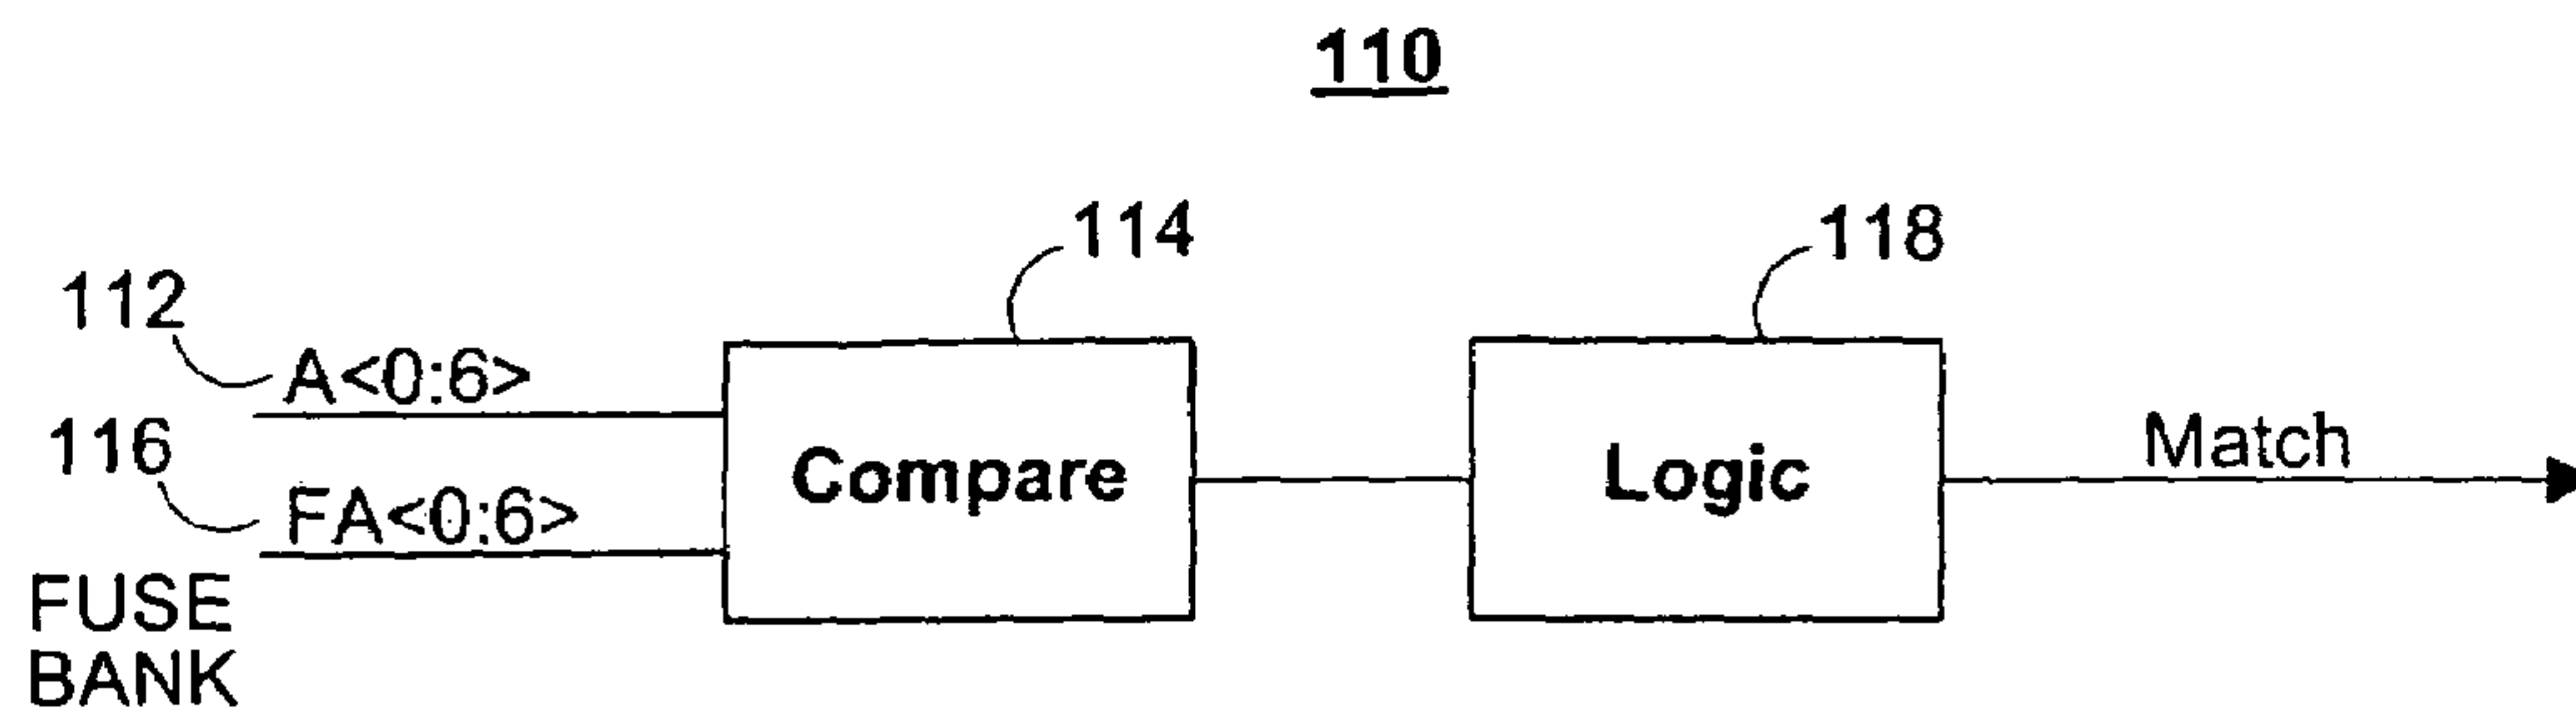 110
114
118
112
A<0:6>
116
FA<0:6>
FUSE
BANK
Compare
Logic
Match